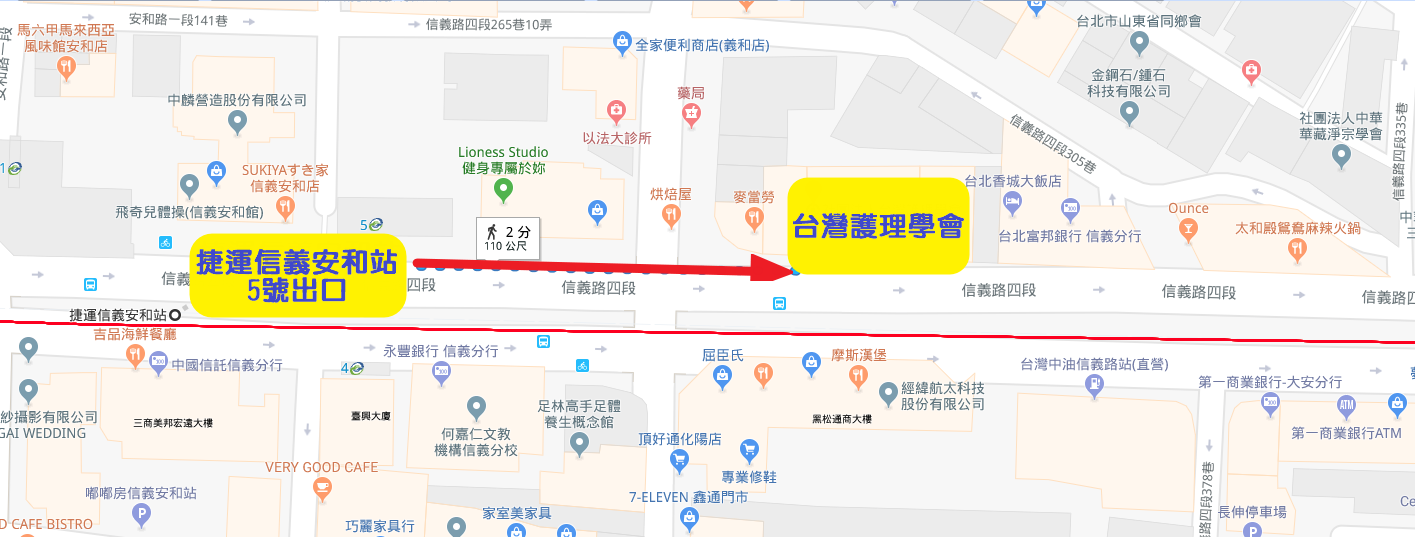 安和路一段141巷
信義路四段265巷10弄
馬六甲馬來西亞
風味館安和店
安和路一段
全家便利商店(義和店)
台北市山東省同鄉會
金鋼石/鍾石
科技有限公司
中麟營造股份有限公司
藥局
以法大診所
信義路四段305巷
社團法人中華
華藏淨宗學會
信義路四段335巷
Lioness Studio
健身專屬於妳
1
SUKIYAすき家
信義安和店
飛奇兒體操(信義安和館)
烘焙屋
麥當勞
台北香城大飯店
台北富邦銀行 信義分行
Ounce
太和殿鴛鴦麻辣火鍋
5
2 分
110 公尺
台灣護理學會
捷運信義安和站
5號出口
信義
四段
信義路四段
信義路四段
信義路四段
信義路四
捷運信義安和站
吉品海鮮餐廳
中國信託信義分行
永豐銀行 信義分行
4
屈臣氏
摩斯漢堡
台灣中油信義路站(直營)
第一商業銀行-大安分行
經緯航太科技
股份有限公司
紗攝影有限公司
GAI WEDDING
三商美邦宏遠大樓
臺興大廈
何嘉仁文教
機構信義分校
足林高手足體
養生概念館
黑松通商大樓
ATM
第一商業銀行ATM
頂好通化陽店
專業修鞋
VERY GOOD CAFE
嘟嘟房信義安和站
P
7-ELEVEN 鑫通門市
路四段378巷
D CAFE BISTRO
巧麗家具行
家室美家具
長伸停車場
P
Ce